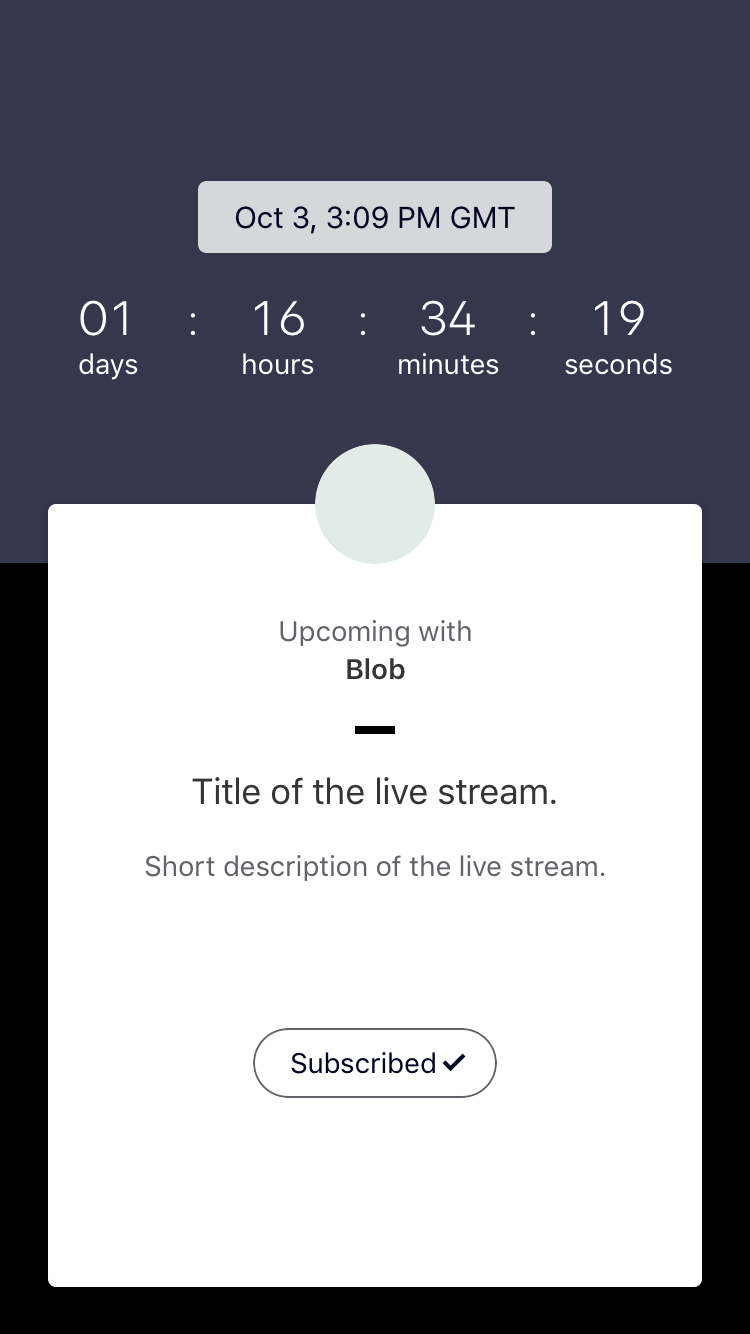 Oct 3, 3:09 PM GMT
01 : 16 : 34 : 19
days hours minutes seconds
Upcoming with
Blob
Title of the live stream.
Short description of the live stream.
Subscribed